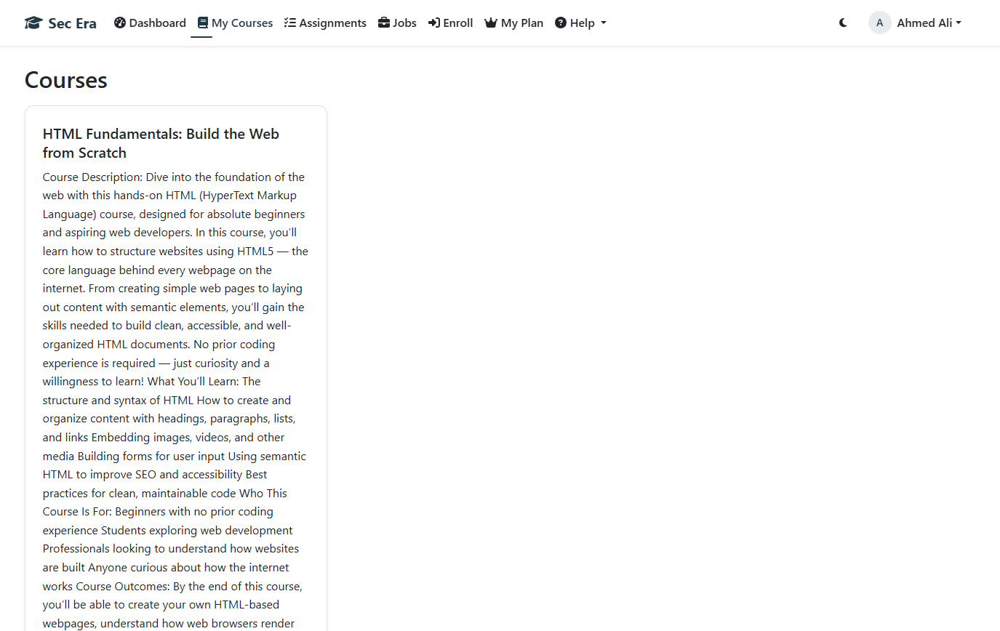 Sec Era Dashboard My Courses Assignments Jobs Enroll My Plan Help A Ahmed Ali
Courses
HTML Fundamentals: Build the Web
from Scratch
Course Description: Dive into the foundation of the
web with this hands-on HTML (HyperText Markup
Language) course, designed for absolute beginners
and aspiring web developers. In this course, you’ll
learn how to structure websites using HTML5 — the
core language behind every webpage on the
internet. From creating simple web pages to laying
out content with semantic elements, you’ll gain the
skills needed to build clean, accessible, and well-
organized HTML documents. No prior coding
experience is required — just curiosity and a
willingness to learn! What You’ll Learn: The
structure and syntax of HTML How to create and
organize content with headings, paragraphs, lists,
and links Embedding images, videos, and other
media Building forms for user input Using semantic
HTML to improve SEO and accessibility Best
practices for clean, maintainable code Who This
Course Is For: Beginners with no prior coding
experience Students exploring web development
Professionals looking to understand how websites
are built Anyone curious about how the internet
works Course Outcomes: By the end of this course,
you’ll be able to create your own HTML-based
webpages, understand how web browsers render